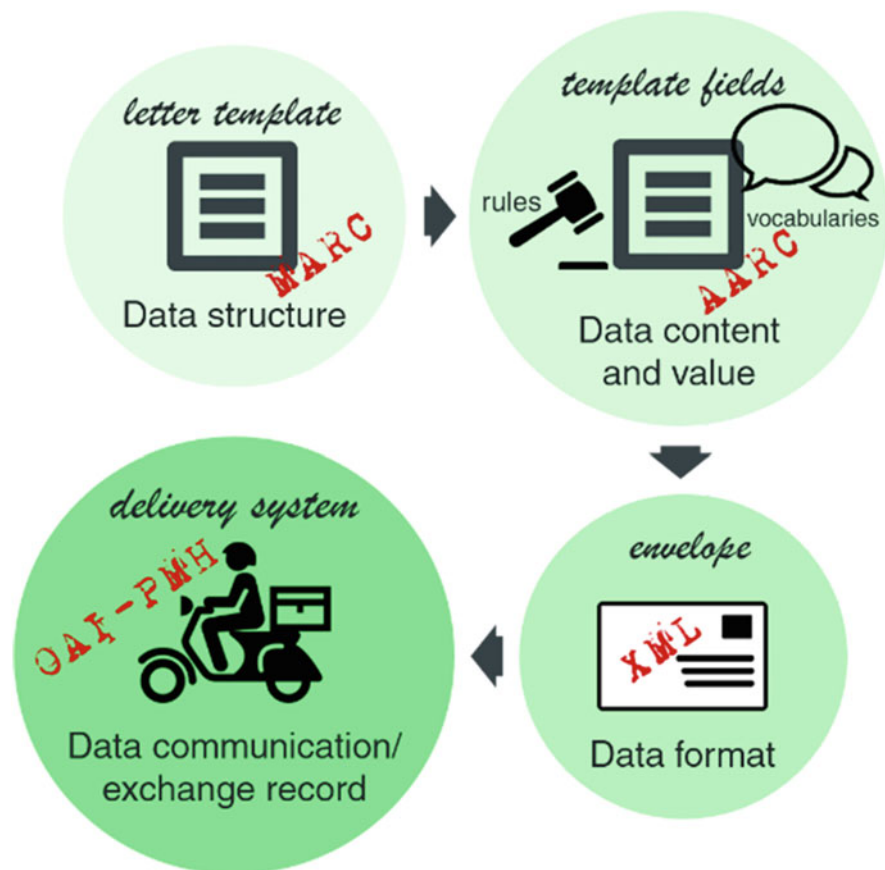 letter template
MARC
Data structure
template fields
rules
vocabularies
AARC
Data content
and value
envelope
XML
Data format
delivery system
OAI-PMH
Data communication/
exchange record